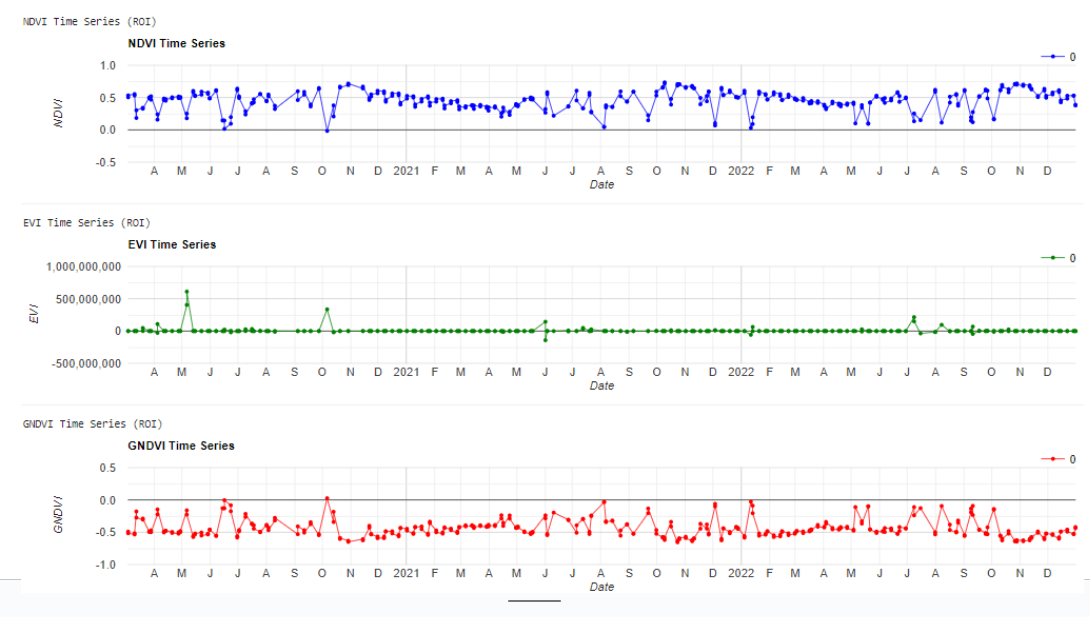 NDVI Time Series (ROI)
NDVI Time Series
0
1.0
0.5
0.0
-0.5
NDVI
A M J J A S O N D 2021 F M A M J J A S O N D 2022 F M A M J J A S O N D
Date
EVI Time Series (ROI)
EVI Time Series
0
1,000,000,000
500,000,000
0
-500,000,000
EVI
A M J J A S O N D 2021 F M A M J J A S O N D 2022 F M A M J J A S O N D
Date
GNDVI Time Series (ROI)
GNDVI Time Series
0
0.5
0.0
-0.5
-1.0
GNDVI
A M J J A S O N D 2021 F M A M J J A S O N D 2022 F M A M J J A S O N D
Date